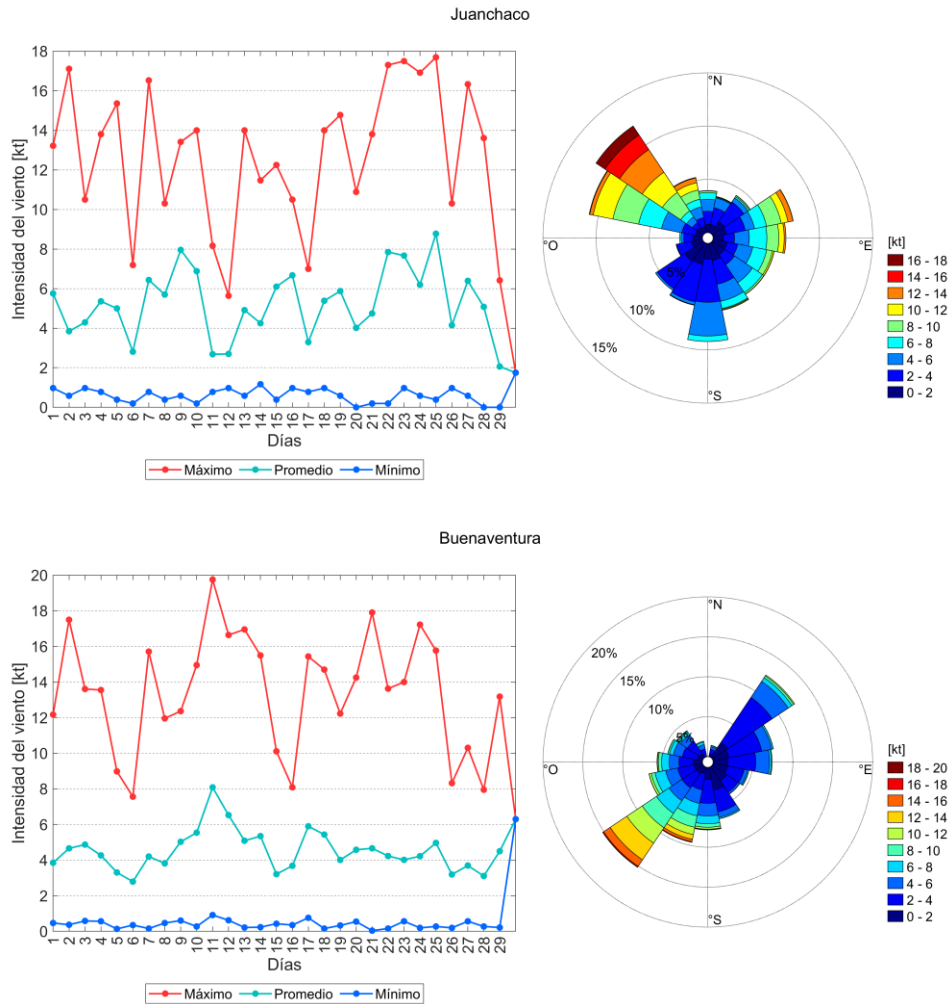 Juanchaco
Intensidad del viento [kt]
18
16
14
12
10
8
6
4
2
0
1 2 3 4 5 6 7 8 9 10 11 12 13 14 15 16 17 18 19 20 21 22 23 24 25 26 27 28 29
Días
Máximo Promedio Mínimo
°N
°O
°E
°S
5%
10%
15%
[kt]
16 - 18
14 - 16
12 - 14
10 - 12
8 - 10
6 - 8
4 - 6
2 - 4
0 - 2
Buenaventura
Intensidad del viento [kt]
20
18
16
14
12
10
8
6
4
2
0
1 2 3 4 5 6 7 8 9 10 11 12 13 14 15 16 17 18 19 20 21 22 23 24 25 26 27 28 29
Días
Máximo Promedio Mínimo
°N
20%
15%
10%
5%
°O
°E
°S
[kt]
18 - 20
16 - 18
14 - 16
12 - 14
10 - 12
8 - 10
6 - 8
4 - 6
2 - 4
0 - 2